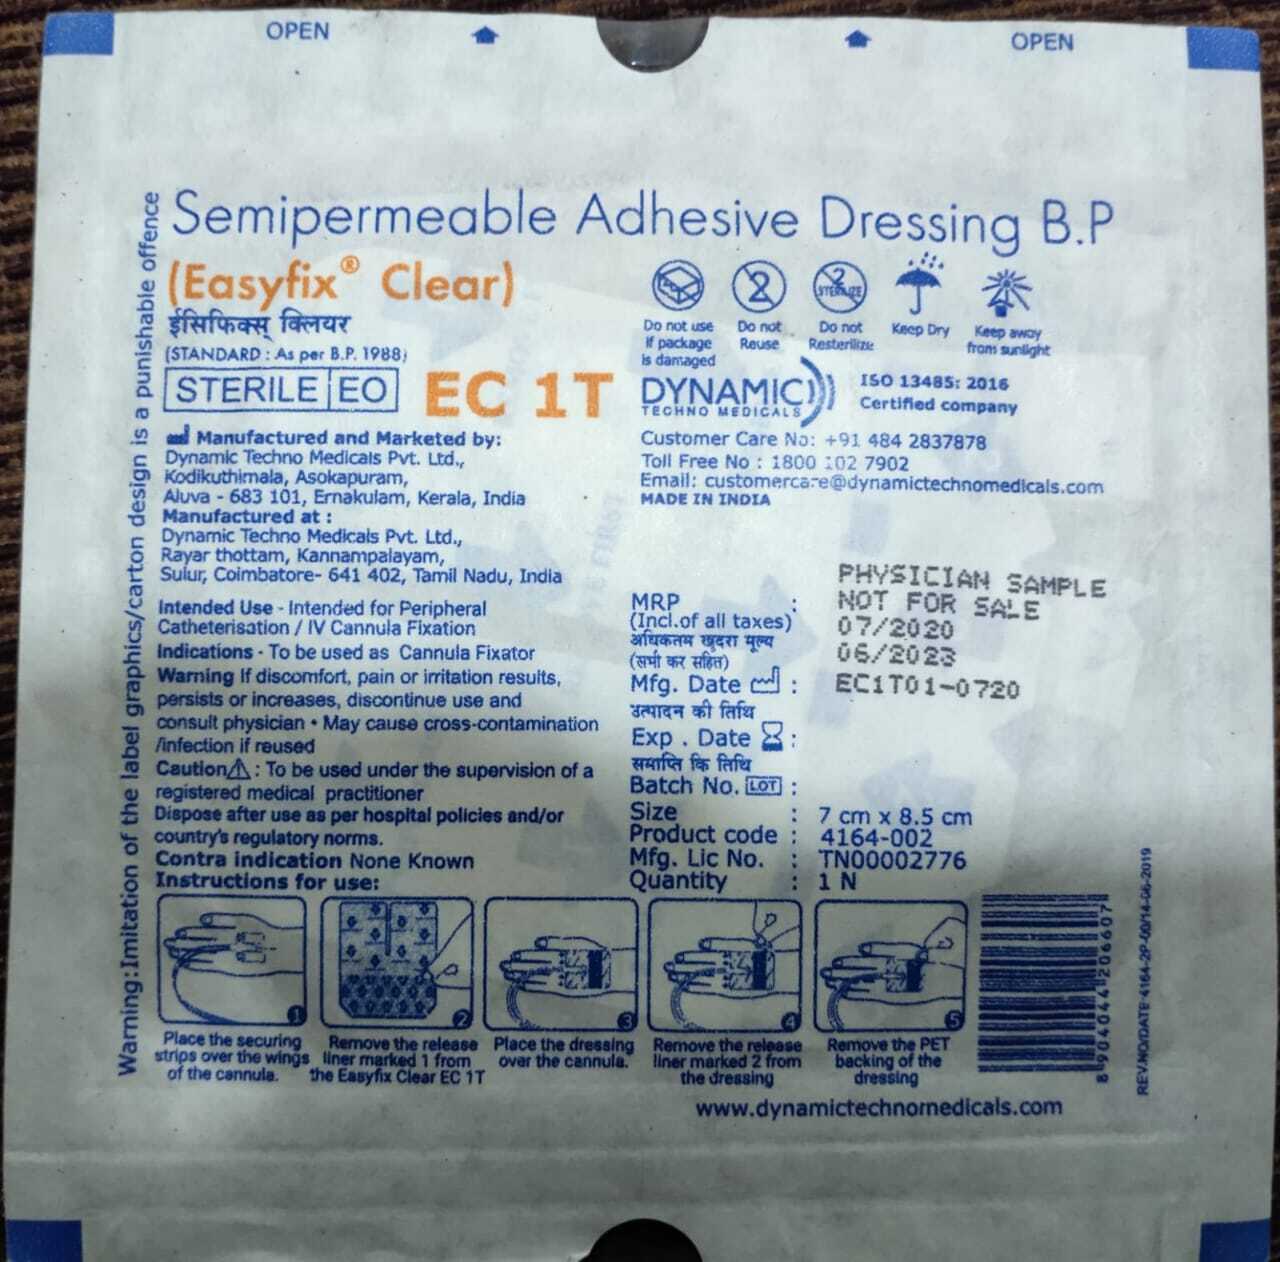 OPEN
OPEN
Semipermeable Adhesive Dressing B.P
(Easyfix® Clear)
ईसिफिक्स् क्लियर
(STANDARD : As per B.P. 1988)
STERILE EO
EC 1T
Do not use
if package
is damaged
Do not
Reuse
2
STERILIZE
Do not
Resterilize
Keep Dry
Keep away
from sunlight
DYNAMIC
TECHNO MEDICALS
ISO 13485: 2016
Certified company
Manufactured and Marketed by:
Dynamic Techno Medicals Pvt. Ltd.,
Kodikuthimala, Asokapuram,
Aluva - 683 101, Ernakulam, Kerala, India
Manufactured at :
Dynamic Techno Medicals Pvt. Ltd.,
Rayar thottam, Kannampalayam,
Sulur, Coimbatore- 641 402, Tamil Nadu, India
Customer Care No: +91 484 2837878
Toll Free No : 1800 102 7902
Email: customercare@dynamictechnomedicals.com
MADE IN INDIA
Intended Use - Intended for Peripheral
Catheterisation / IV Cannula Fixation
Indications - To be used as Cannula Fixator
Warning If discomfort, pain or irritation results,
persists or increases, discontinue use and
consult physician • May cause cross-contamination
/infection if reused
Caution⚠ : To be used under the supervision of a
registered medical practitioner
Dispose after use as per hospital policies and/or
country's regulatory norms.
Contra indication None Known
Instructions for use:
MRP :
(Incl.of all taxes)
अधिकतम खुदरा मूल्य
(सभी कर सहित)
Mfg. Date :
उत्पादन की तिथि
Exp . Date :
समाप्ति कि तिथि
Batch No. LOT :
PHYSICIAN SAMPLE
NOT FOR SALE
07/2020
06/2023
EC1T01-0720
Size : 7 cm x 8.5 cm
Product code : 4164-002
Mfg. Lic No. : TN00002776
Quantity : 1 N
1
Place the securing
strips over the wings
of the cannula.
2
Remove the release
liner marked 1 from
the Easyfix Clear EC 1T
3
Place the dressing
over the cannula.
4
Remove the release
liner marked 2 from
the dressing
5
Remove the PET
backing of the
dressing
8 904044 206607
www.dynamictechnomedicals.com
Warning:Imitation of the label graphics/carton design is a punishable offence